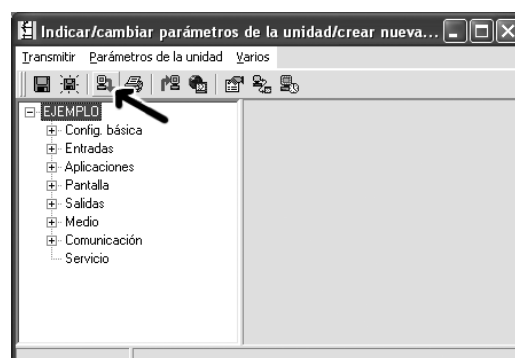 Indicar/cambiar parámetros de la unidad/crear nueva...
Transmitir Parámetros de la unidad Varios
EJEMPLO
Config. básica
Entradas
Aplicaciones
Pantalla
Salidas
Medio
Comunicación
Servicio